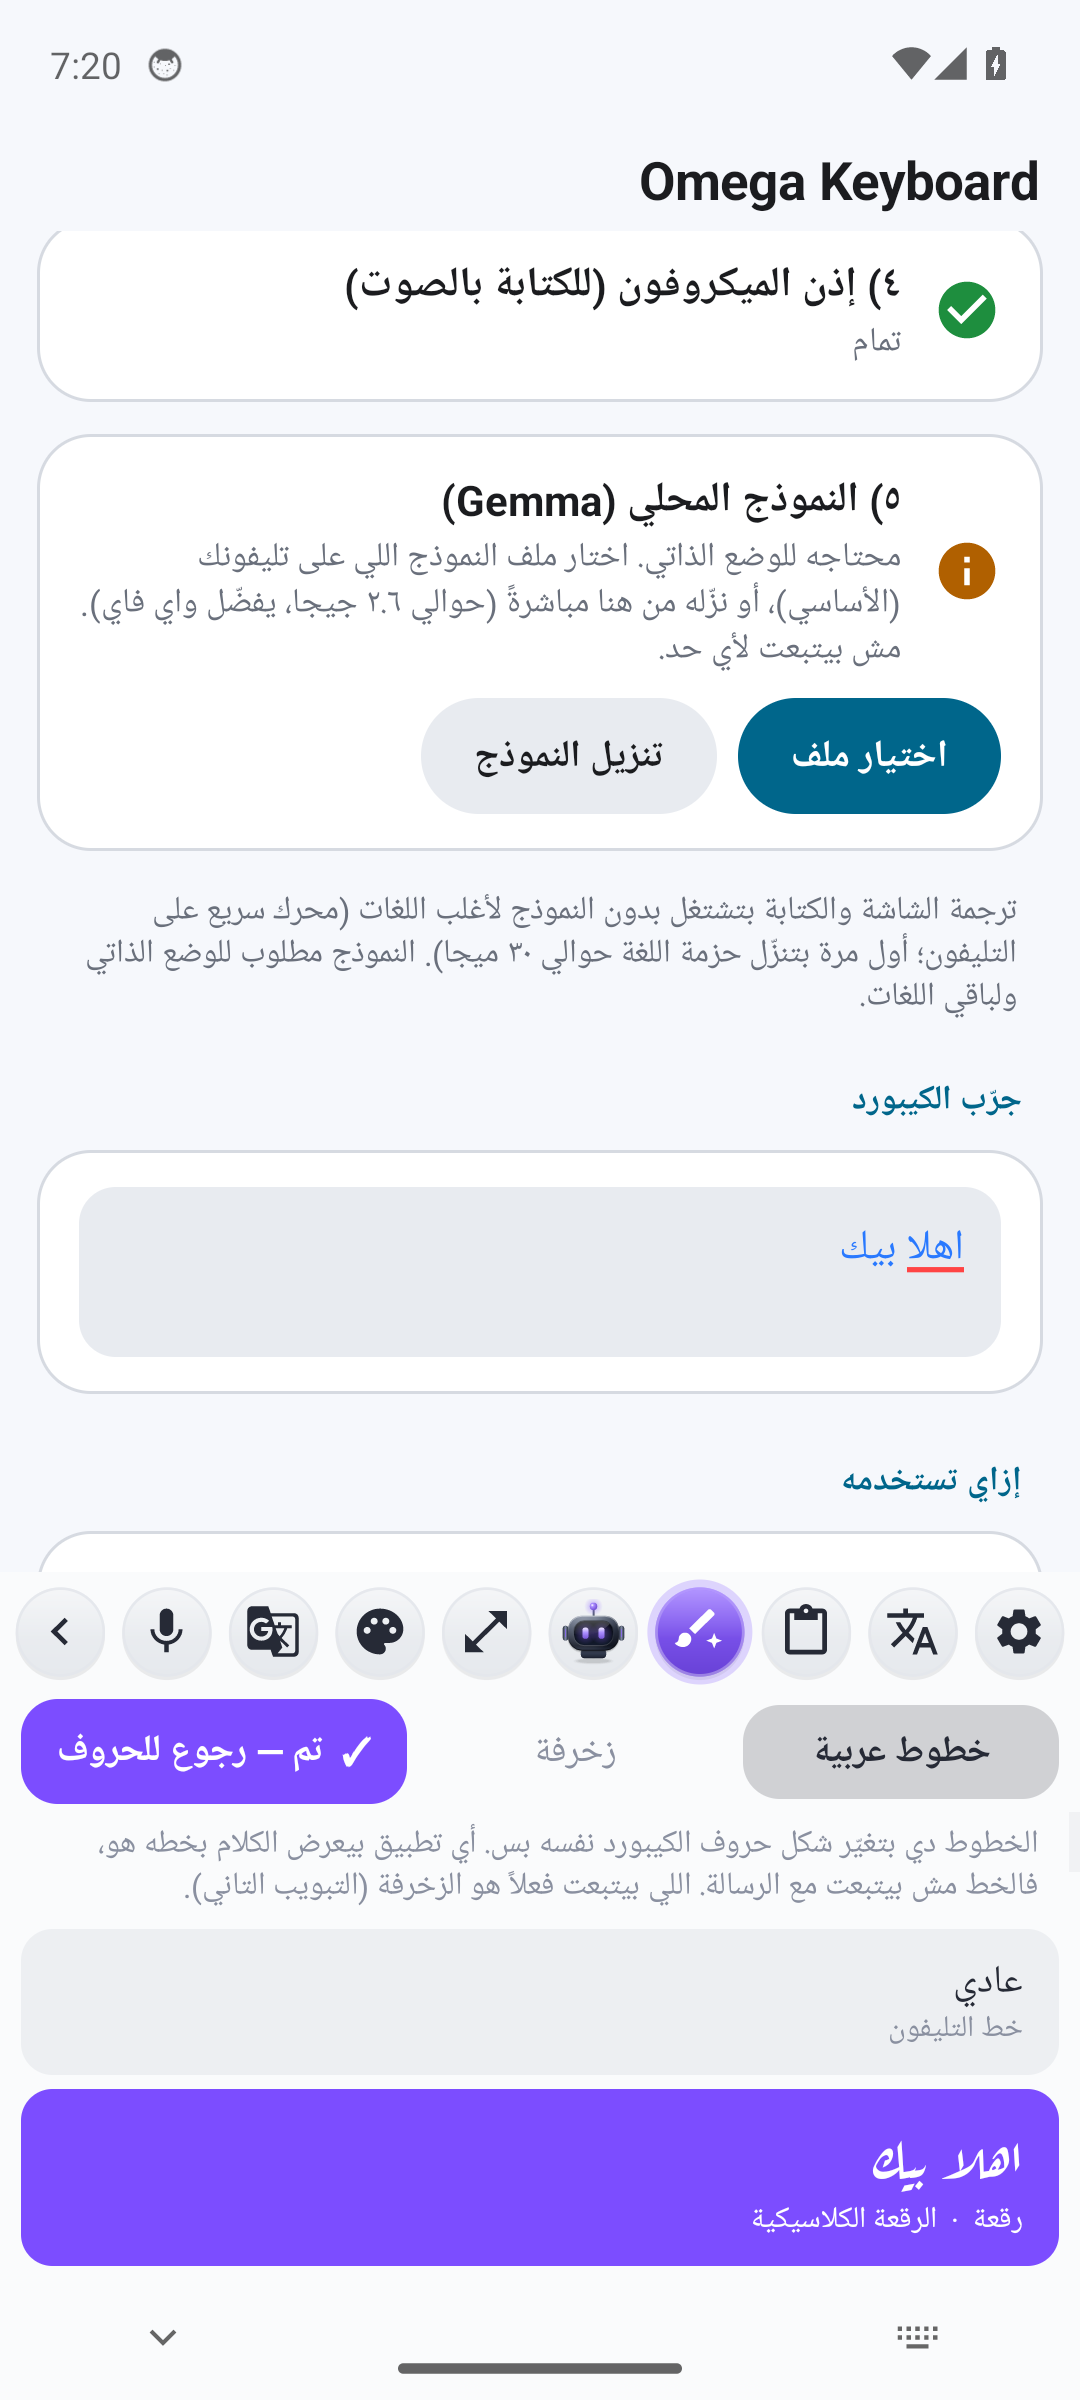 7:20
Omega Keyboard
٤) إذن الميكروفون (للكتابة بالصوت)
تمام
٥) النموذج المحلي (Gemma)
محتاجه للوضع الذاتي. اختار ملف النموذج اللي على تليفونك
(الأساسي)، أو نزّله من هنا مباشرةً (حوالي ٢.٦ جيجا، يفضّل واي فاي).
مش بيتبعت لأي حد.
اختيار ملف
تنزيل النموذج
ترجمة الشاشة والكتابة بتشتغل بدون النموذج لأغلب اللغات (محرك سريع على
التليفون؛ أول مرة بتنزّل حزمة اللغة حوالي ٣٠ ميجا). النموذج مطلوب للوضع الذاتي
ولباقي اللغات.
جرّب الكيبورد
اهلا بيك
إزاي تستخدمه
خطوط عربية
زخرفة
✓ تم — رجوع للحروف
الخطوط دي بتغيّر شكل حروف الكيبورد نفسه بس. أي تطبيق بيعرض الكلام بخطه هو،
فالخط مش بيتبعت مع الرسالة. اللي بيتبعت فعلاً هو الزخرفة (التبويب التاني).
عادي
خط التليفون
اهلا بيك
رقعة · الرقعة الكلاسيكية